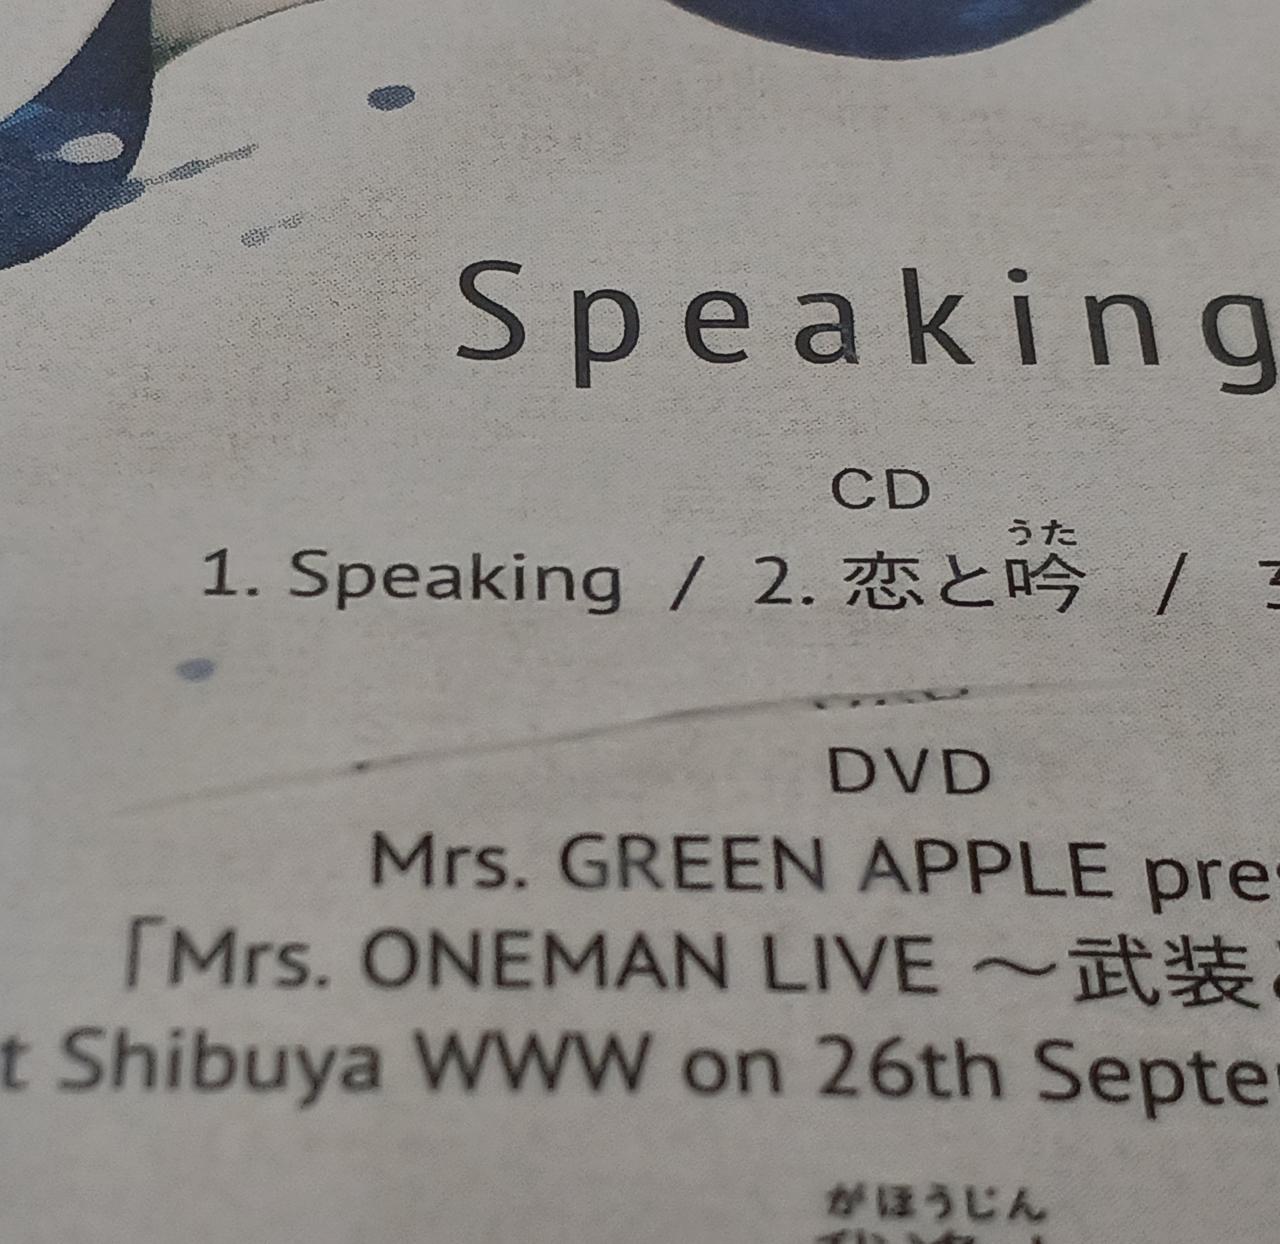 Speaking
CD
うた
1. Speaking / 2. 恋と吟 /
DVD
Mrs. GREEN APPLE pre
「Mrs. ONEMAN LIVE ～武装
t Shibuya WWW on 26th Septe
がほうじん